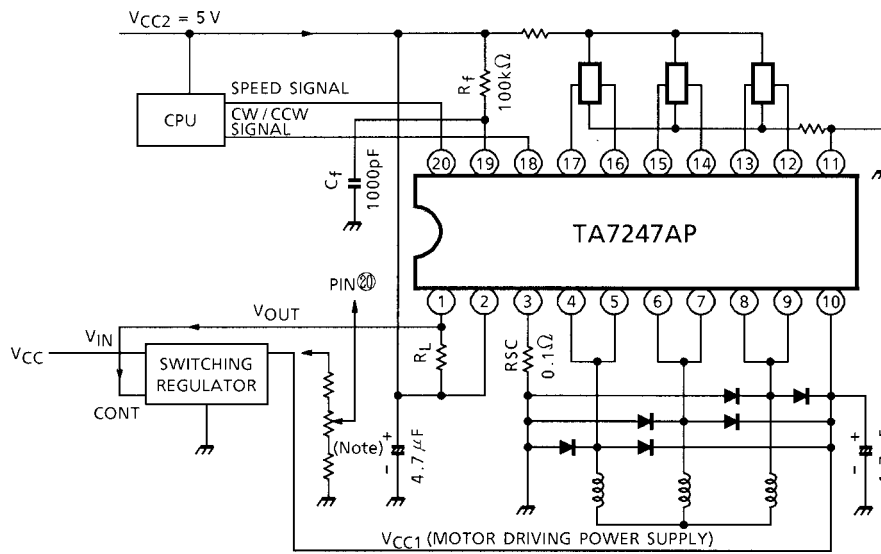 VCC2 = 5 V
SPEED SIGNAL
CW / CCW
SIGNAL
CPU
Rf
100kΩ
Cf
1000pF
20 19 18 17 16 15 14 13 12 11
TA7247AP
1 2 3 4 5 6 7 8 9 10
PIN⑳
VOUT
VIN
VCC
SWITCHING
REGULATOR
CONT
RL
RSC
0.1Ω
(Note)
+
-
4.7μF
+
-
VCC1 (MOTOR DRIVING POWER SUPPLY)